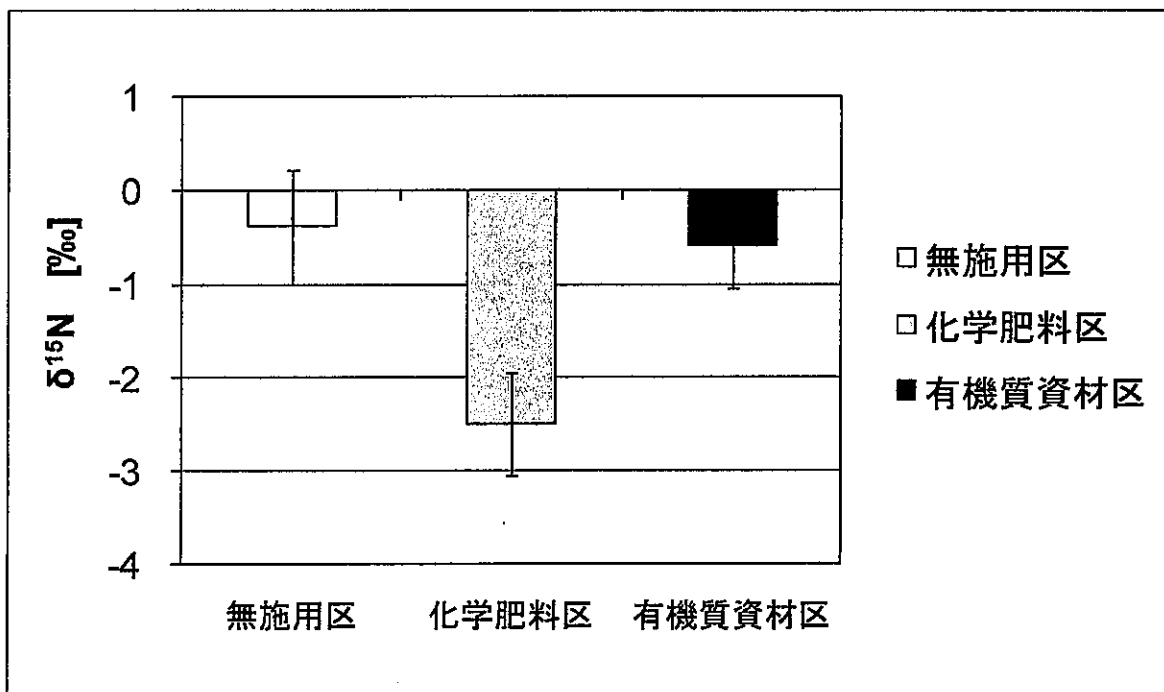 1
0
-1
-2
-3
-4
δ¹⁵N [‰]
無施用区
化学肥料区
有機質資材区
□無施用区
□化学肥料区
■有機質資材区